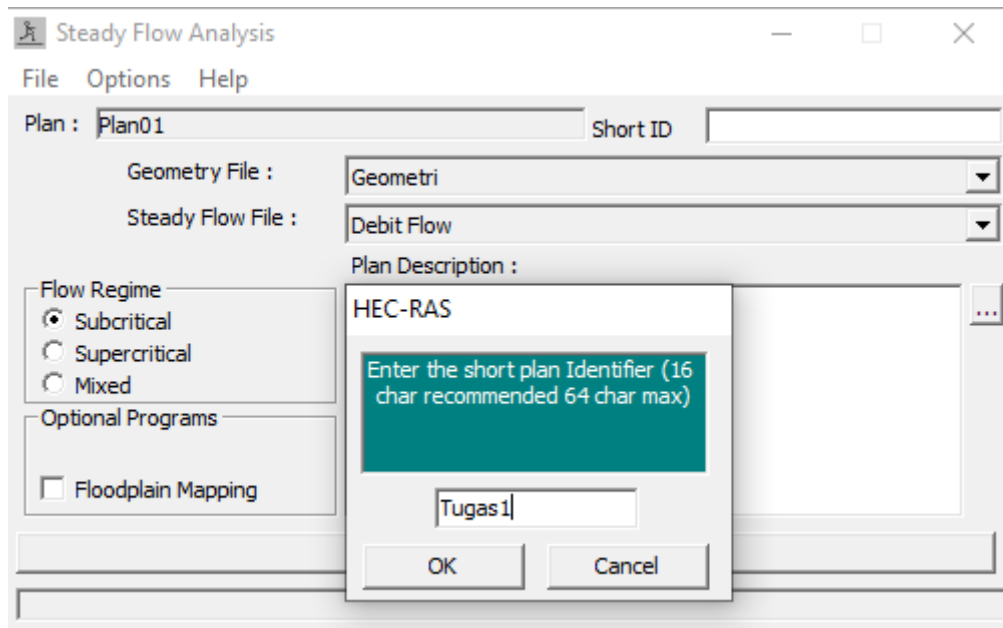 Steady Flow Analysis
File Options Help
Plan : Plan01 Short ID
Geometry File : Geometri
Steady Flow File : Debit Flow
Plan Description :
Flow Regime
Subcritical
Supercritical
Mixed
Optional Programs
Floodplain Mapping
...
HEC-RAS
Enter the short plan Identifier (16
char recommended 64 char max)
Tugas1
OK Cancel